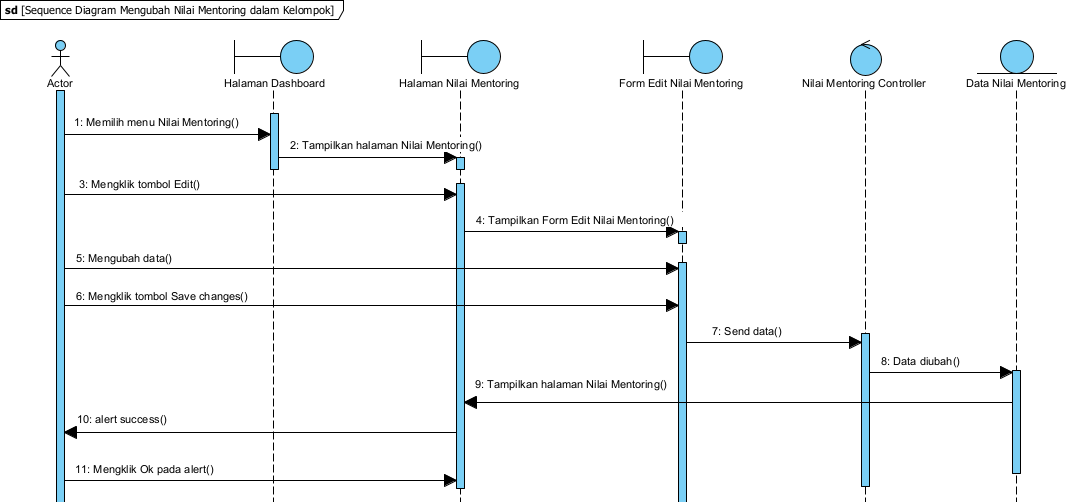 sd [Sequence Diagram Mengubah Nilai Mentoring dalam Kelompok]
Actor
Halaman Dashboard
Halaman Nilai Mentoring
Form Edit Nilai Mentoring
Nilai Mentoring Controller
Data Nilai Mentoring
1: Memilih menu Nilai Mentoring()
2: Tampilkan halaman Nilai Mentoring()
3: Mengklik tombol Edit()
4: Tampilkan Form Edit Nilai Mentoring()
5: Mengubah data()
6: Mengklik tombol Save changes()
7: Send data()
8: Data diubah()
9: Tampilkan halaman Nilai Mentoring()
10: alert success()
11: Mengklik Ok pada alert()